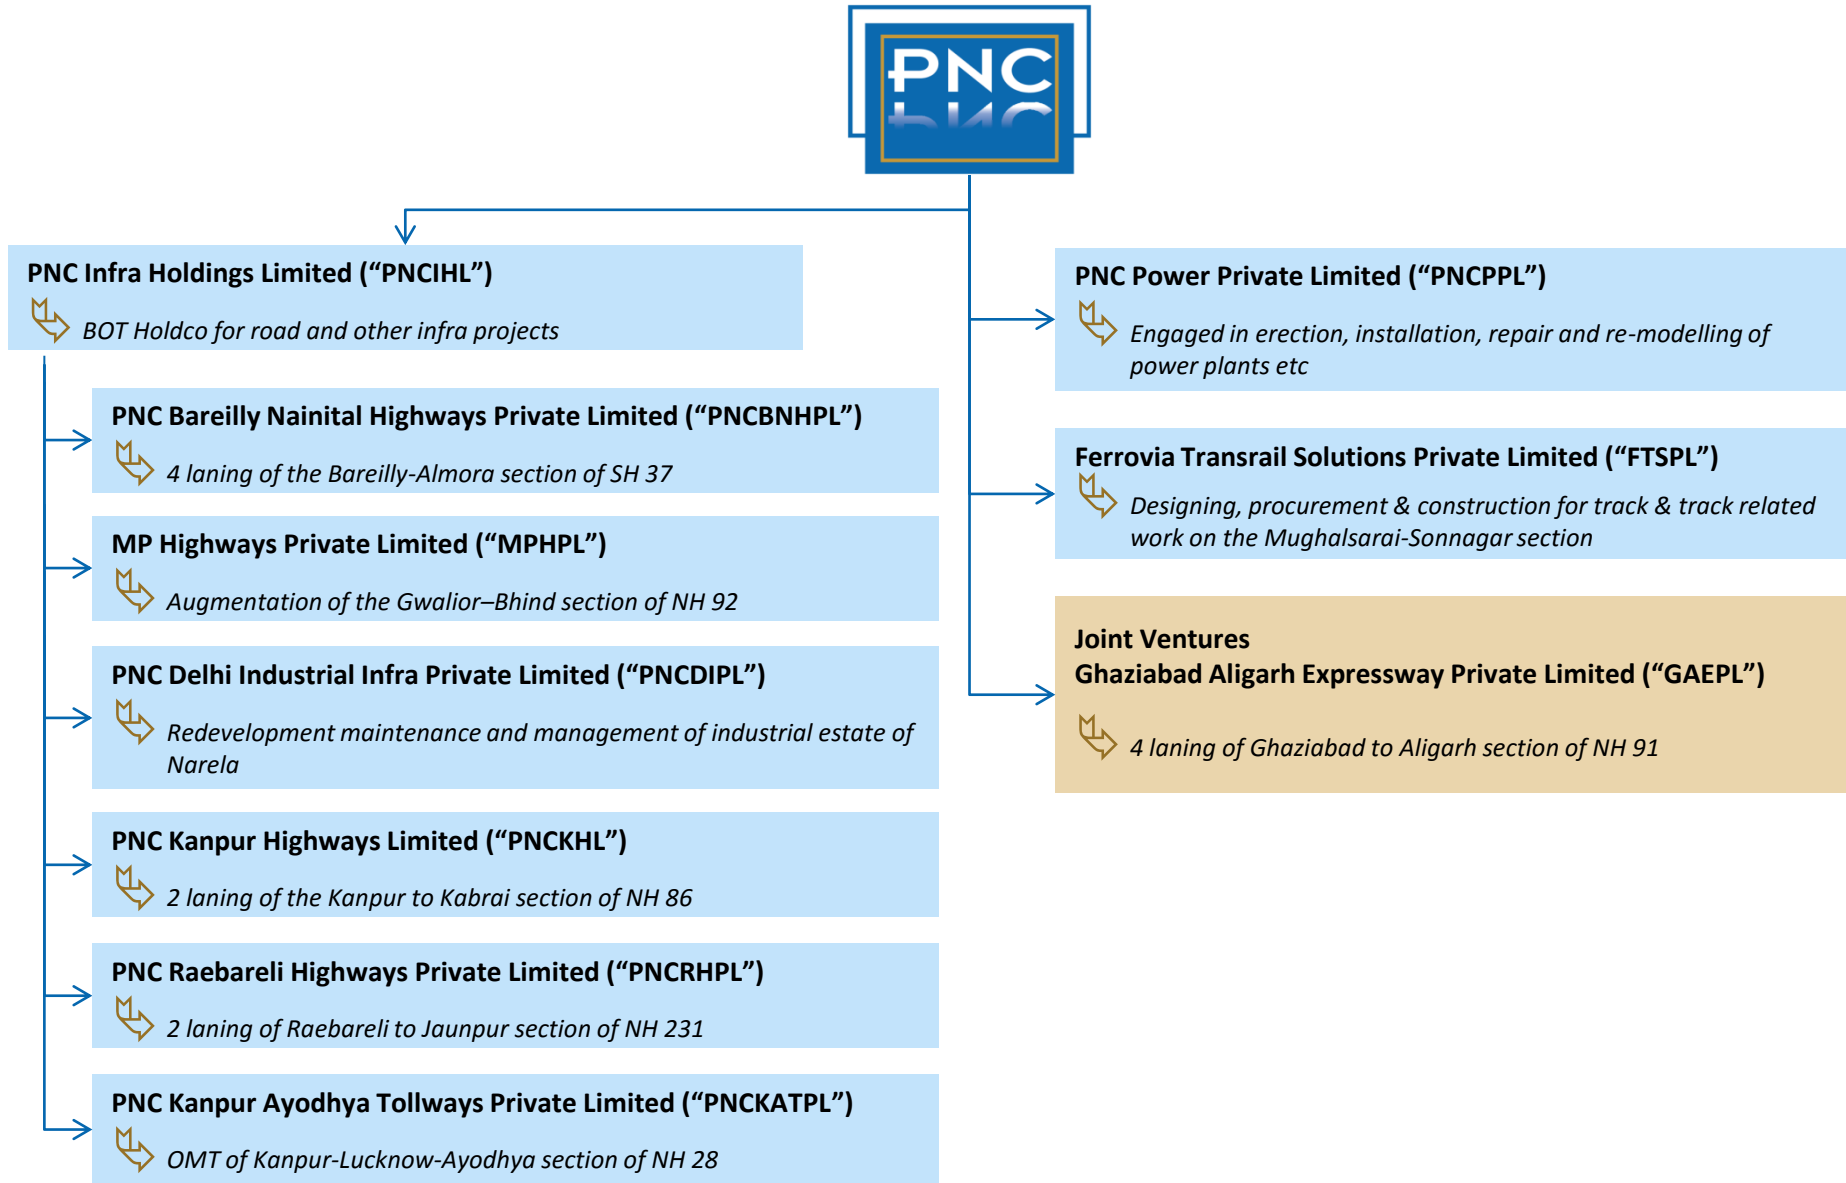 PNC
PNC Infra Holdings Limited (“PNCIHL”)
BOT Holdco for road and other infra projects
PNC Bareilly Nainital Highways Private Limited (“PNCBNHPL”)
4 laning of the Bareilly-Almora section of SH 37
MP Highways Private Limited (“MPHPL”)
Augmentation of the Gwalior–Bhind section of NH 92
PNC Delhi Industrial Infra Private Limited (“PNCDIPL”)
Redevelopment maintenance and management of industrial estate of
Narela
PNC Kanpur Highways Limited (“PNCKHL”)
2 laning of the Kanpur to Kabrai section of NH 86
PNC Raebareli Highways Private Limited (“PNCRHPL”)
2 laning of Raebareli to Jaunpur section of NH 231
PNC Kanpur Ayodhya Tollways Private Limited (“PNCKATPL”)
OMT of Kanpur-Lucknow-Ayodhya section of NH 28
PNC Power Private Limited (“PNCPPL”)
Engaged in erection, installation, repair and re-modelling of
power plants etc
Ferrovia Transrail Solutions Private Limited (“FTSPL”)
Designing, procurement & construction for track & track related
work on the Mughalsarai-Sonnagar section
Joint Ventures
Ghaziabad Aligarh Expressway Private Limited (“GAEPL”)
4 laning of Ghaziabad to Aligarh section of NH 91